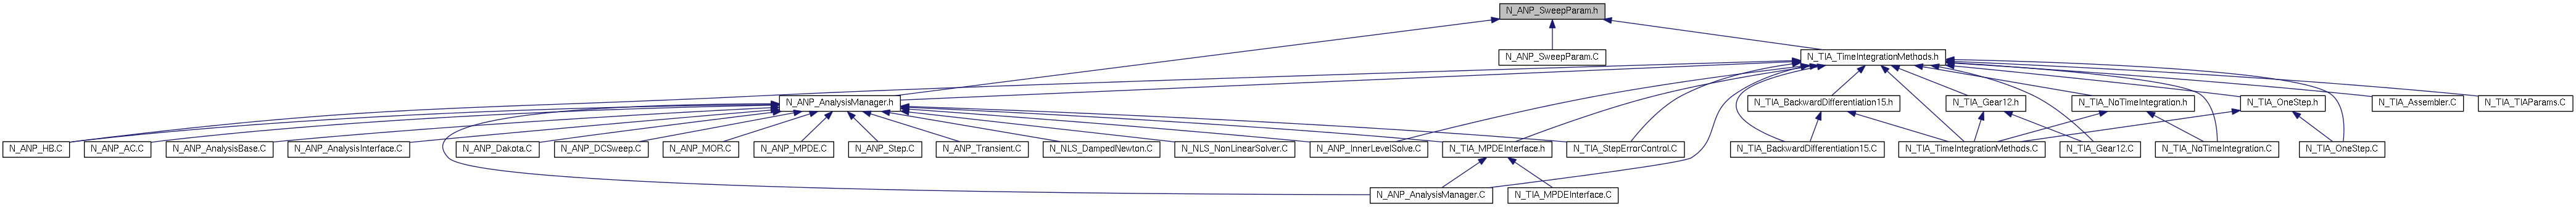 N_ANP_SweepParam.h
N_ANP_SweepParam.C
N_TIA_TimeIntegrationMethods.h
N_ANP_AnalysisManager.h
N_TIA_BackwardDifferentiation15.h
N_TIA_Gear12.h
N_TIA_NoTimeIntegration.h
N_TIA_OneStep.h
N_TIA_Assembler.C
N_TIA_TIAParams.C
N_ANP_HB.C
N_ANP_AC.C
N_ANP_AnalysisBase.C
N_ANP_AnalysisInterface.C
N_ANP_Dakota.C
N_ANP_DCSweep.C
N_ANP_MOR.C
N_ANP_MPDE.C
N_ANP_Step.C
N_ANP_Transient.C
N_NLS_DampedNewton.C
N_NLS_NonLinearSolver.C
N_ANP_InnerLevelSolve.C
N_TIA_MPDEInterface.h
N_TIA_StepErrorControl.C
N_TIA_BackwardDifferentiation15.C
N_TIA_TimeIntegrationMethods.C
N_TIA_Gear12.C
N_TIA_NoTimeIntegration.C
N_TIA_OneStep.C
N_ANP_AnalysisManager.C
N_TIA_MPDEInterface.C